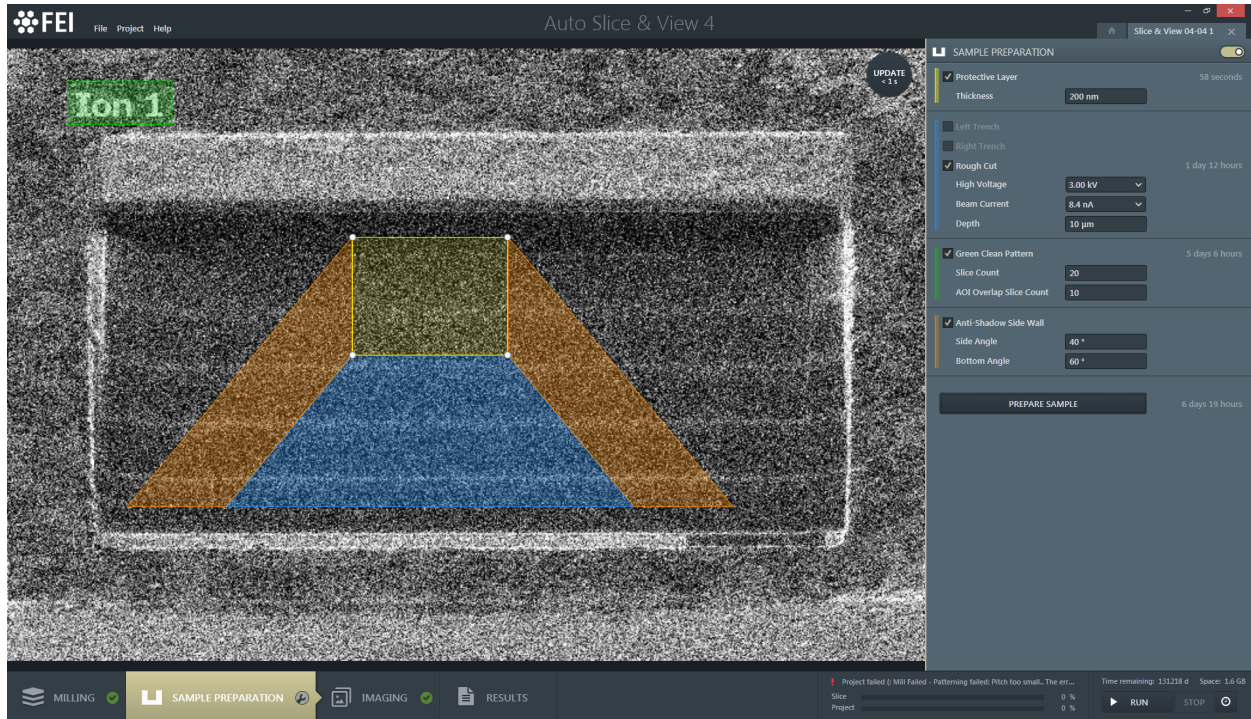 FEI
File Project Help
Auto Slice & View 4
Slice & View 04-04 1
Ion 1
UPDATE
< 1 s
SAMPLE PREPARATION
Protective Layer 58 seconds
Thickness 200 nm
Left Trench
Right Trench
Rough Cut 1 day 12 hours
High Voltage 3.00 kV
Beam Current 8.4 nA
Depth 10 µm
Green Clean Pattern 5 days 6 hours
Slice Count 20
AOI Overlap Slice Count 10
Anti-Shadow Side Wall
Side Angle 40 °
Bottom Angle 60 °
PREPARE SAMPLE 6 days 19 hours
MILLING
SAMPLE PREPARATION
IMAGING
RESULTS
! Project failed (: Mill Failed - Patterning failed: Pitch too small.. The err...
Slice 0 %
Project 0 %
Time remaining: 131218 d Space: 1.6 GB
RUN STOP